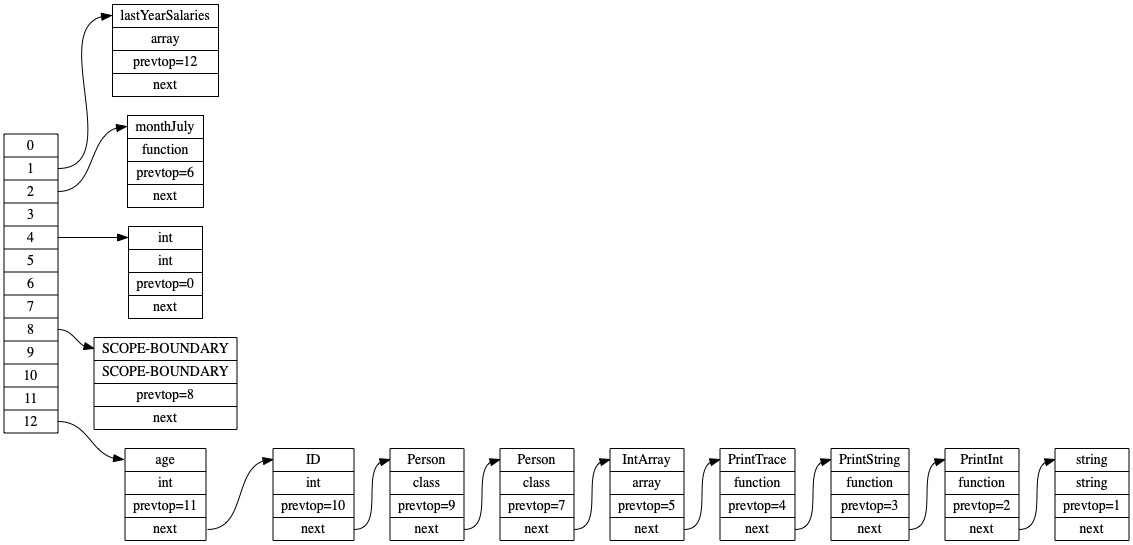 lastYearSalaries
array
prevtop=12
next
monthJuly
function
prevtop=6
next
0
1
2
3
4
5
6
7
8
9
10
11
12
int
int
prevtop=0
next
SCOPE-BOUNDARY
SCOPE-BOUNDARY
prevtop=8
next
age
int
prevtop=11
next
ID
int
prevtop=10
next
Person
class
prevtop=9
next
Person
class
prevtop=7
next
IntArray
array
prevtop=5
next
PrintTrace
function
prevtop=4
next
PrintString
function
prevtop=3
next
PrintInt
function
prevtop=2
next
string
string
prevtop=1
next